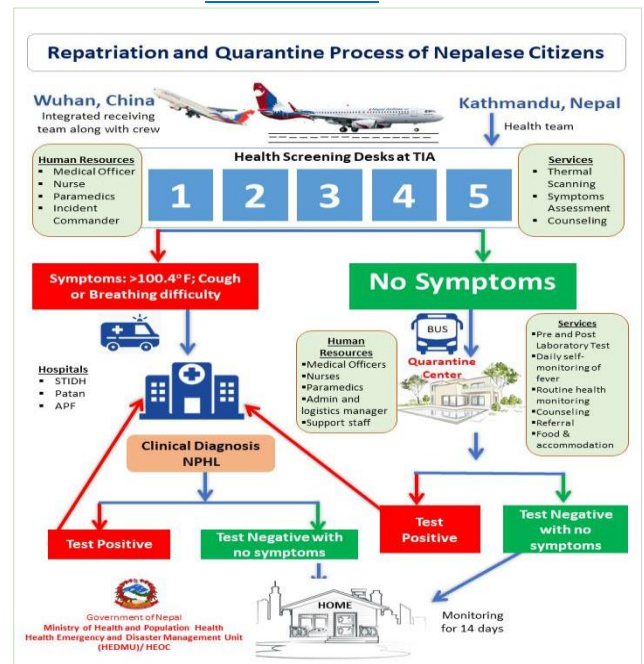 Repatriation and Quarantine Process of Nepalese Citizens
Wuhan, China
Integrated receiving
team along with crew
Kathmandu, Nepal
Health team
Human Resources
▪ Medical Officer
▪ Nurse
▪ Paramedics
▪ Incident
Commander
Health Screening Desks at TIA
1 2 3 4 5
Services
▪ Thermal
Scanning
▪ Symptoms
Assessment
▪ Counseling
Symptoms: >100.4° F; Cough
or Breathing difficulty
No Symptoms
Hospitals
▪ STIDH
▪ Patan
▪ APF
Human
Resources
▪Medical Officers
▪Nurses
▪Paramedics
▪Admin and
logistics manager
▪Support staff
BUS
Quarantine
Center
Services
▪Pre and Post
Laboratory Test
▪Daily self-
monitoring of
fever
▪Routine health
monitoring
▪Counseling
▪Referral
▪Food &
accommodation
Clinical Diagnosis
NPHL
Test Positive
Test Negative with
no symptoms
Test
Positive
Test Negative
with no
symptoms
HOME
Monitoring
for 14 days
Government of Nepal
Ministry of Health and Population Health
Health Emergency and Disaster Management Unit
(HEDMU)/ HEOC